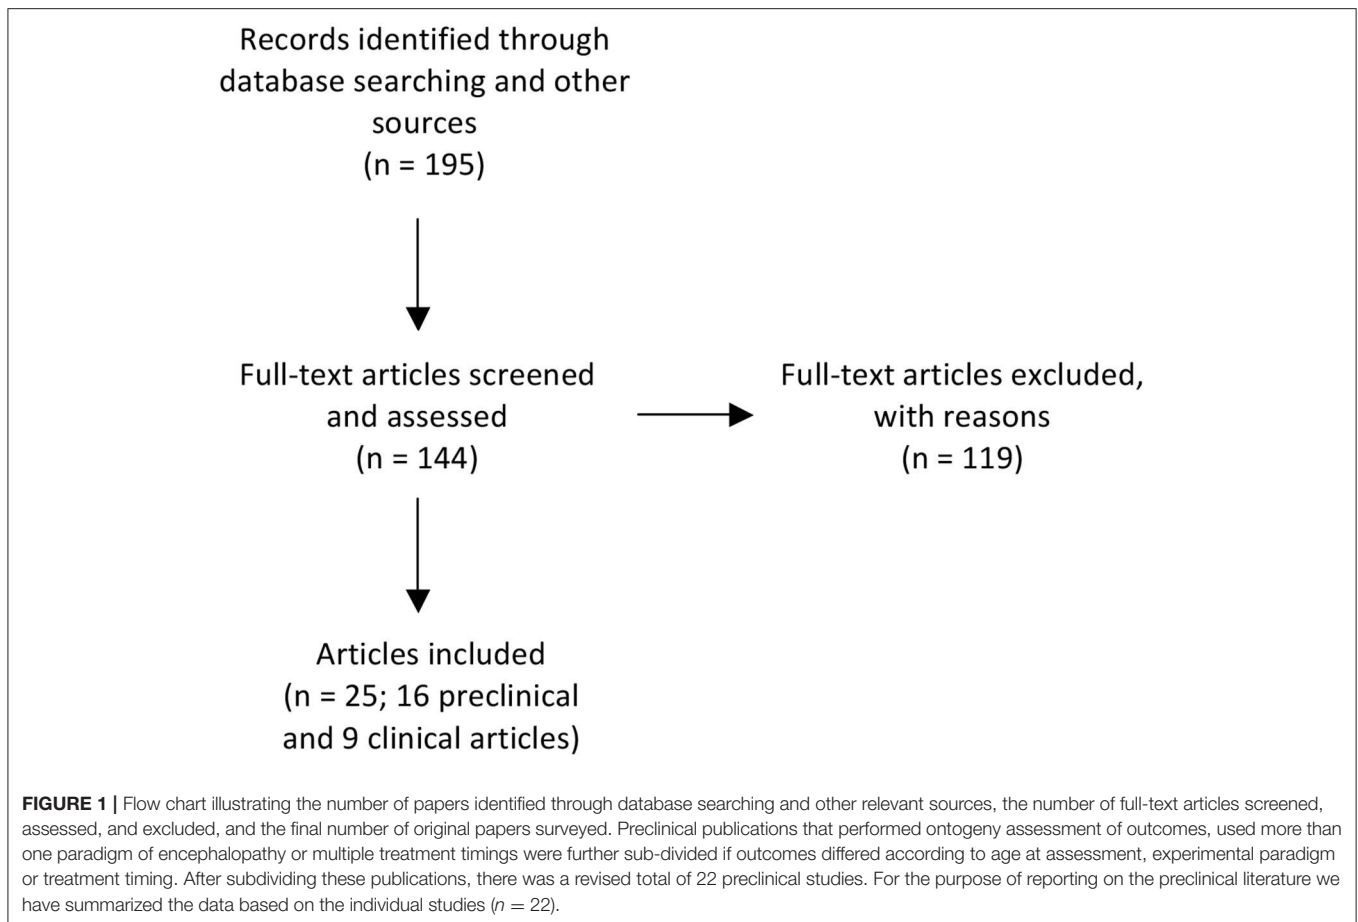 Records identified through
database searching and other
sources
(n = 195)
Full-text articles screened
and assessed
(n = 144)
Full-text articles excluded,
with reasons
(n = 119)
Articles included
(n = 25; 16 preclinical
and 9 clinical articles)
FIGURE 1 | Flow chart illustrating the number of papers identified through database searching and other relevant sources, the number of full-text articles screened,
assessed, and excluded, and the final number of original papers surveyed. Preclinical publications that performed ontogeny assessment of outcomes, used more than
one paradigm of encephalopathy or multiple treatment timings were further sub-divided if outcomes differed according to age at assessment, experimental paradigm
or treatment timing. After subdividing these publications, there was a revised total of 22 preclinical studies. For the purpose of reporting on the preclinical literature we
have summarized the data based on the individual studies (n = 22).